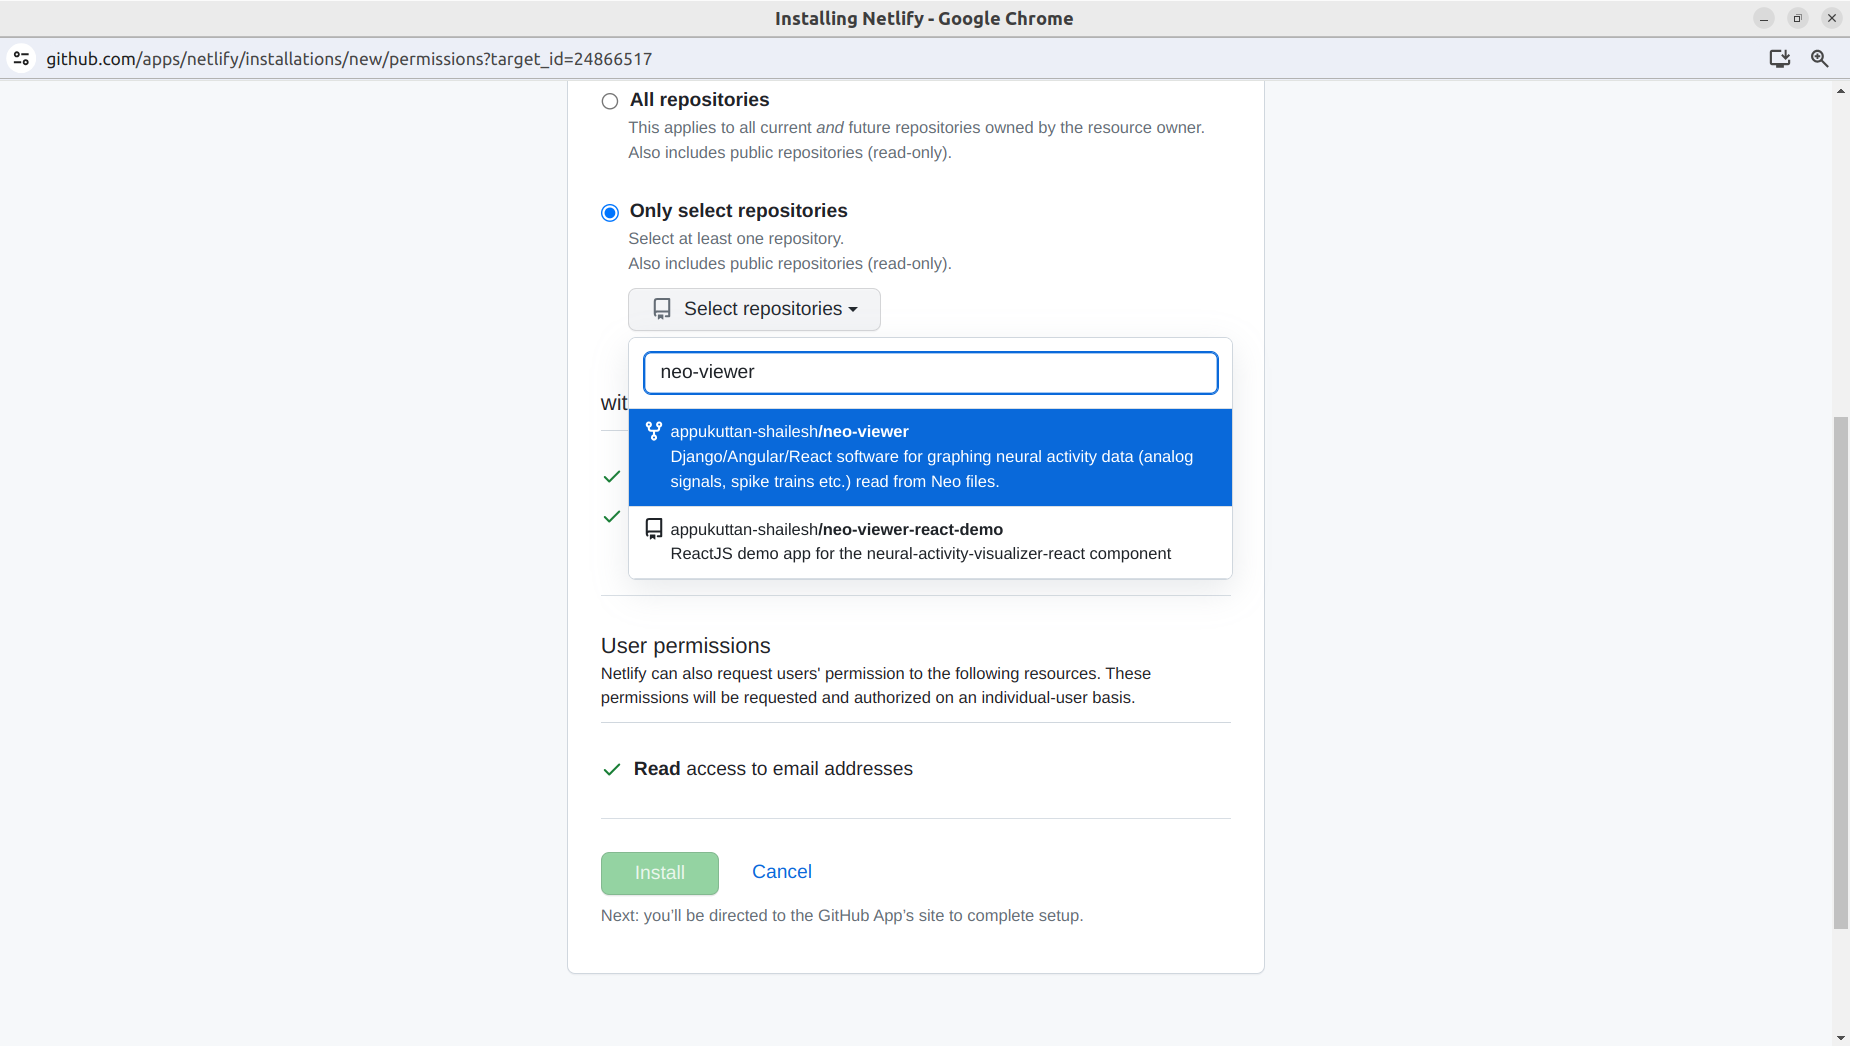 Installing Netlify - Google Chrome
github.com/apps/netlify/installations/new/permissions?target_id=24866517
All repositories
This applies to all current and future repositories owned by the resource owner.
Also includes public repositories (read-only).
Only select repositories
Select at least one repository.
Also includes public repositories (read-only).
Select repositories
neo-viewer
wit
appukuttan-shailesh/neo-viewer
Django/Angular/React software for graphing neural activity data (analog
signals, spike trains etc.) read from Neo files.
appukuttan-shailesh/neo-viewer-react-demo
ReactJS demo app for the neural-activity-visualizer-react component
User permissions
Netlify can also request users' permission to the following resources. These
permissions will be requested and authorized on an individual-user basis.
Read access to email addresses
Install
Cancel
Next: you’ll be directed to the GitHub App’s site to complete setup.